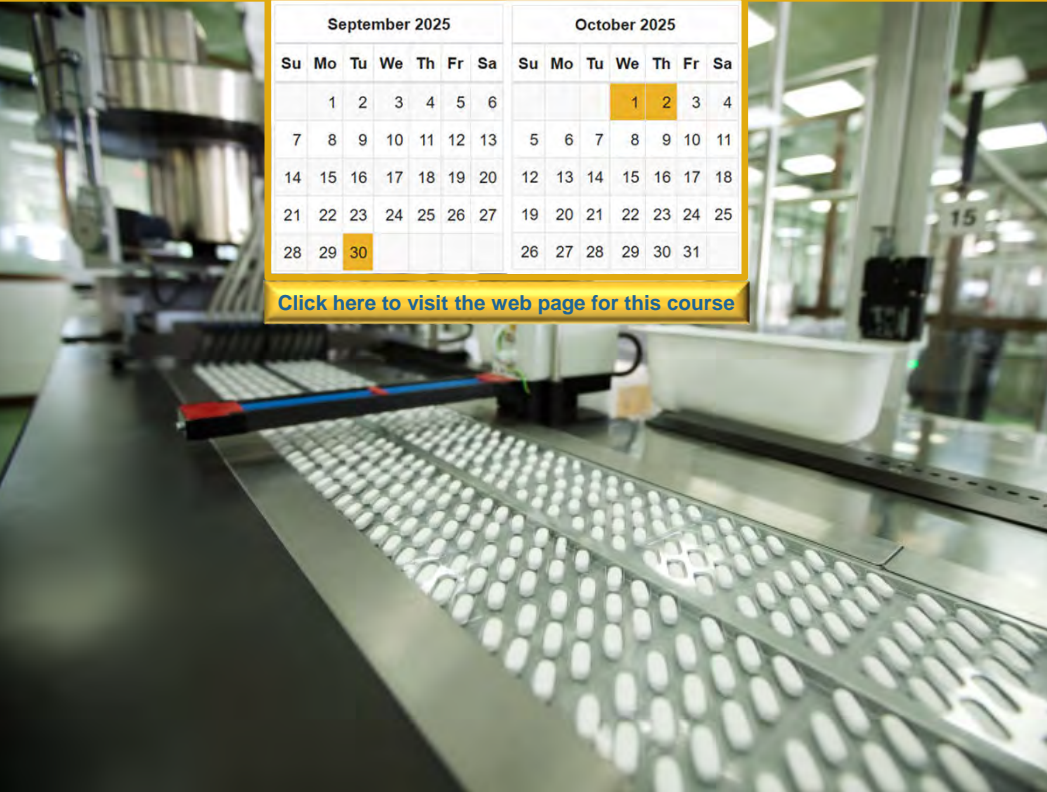 September 2025
Su Mo Tu We Th Fr Sa
1 2 3 4 5 6
7 8 9 10 11 12 13
14 15 16 17 18 19 20
21 22 23 24 25 26 27
28 29 30
October 2025
Su Mo Tu We Th Fr Sa
1 2 3 4
5 6 7 8 9 10 11
12 13 14 15 16 17 18
19 20 21 22 23 24 25
26 27 28 29 30 31
Click here to visit the web page for this course
15